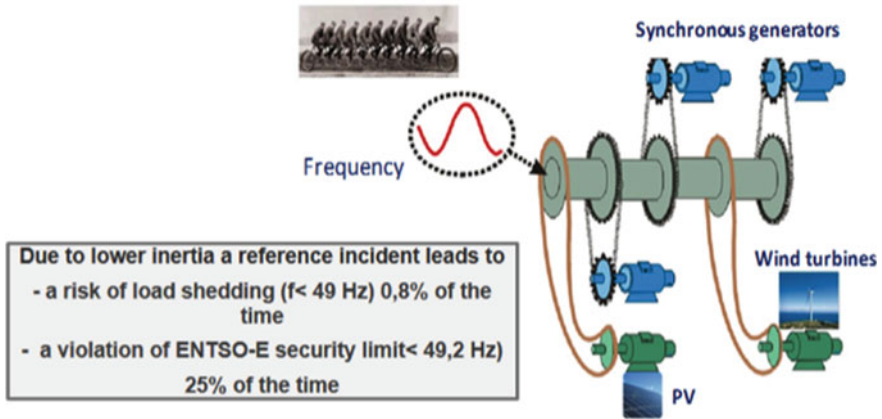 Synchronous generators
Frequency
Due to lower inertia a reference incident leads to
- a risk of load shedding (f< 49 Hz) 0,8% of the
time
- a violation of ENTSO-E security limit< 49,2 Hz)
25% of the time
Wind turbines
PV